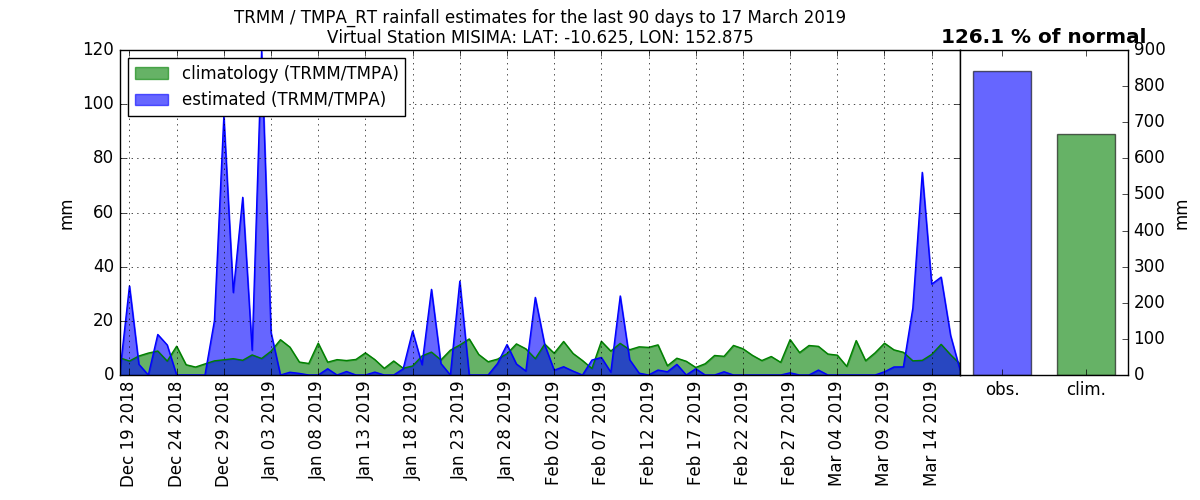 TRMM / TMPA_RT rainfall estimates for the last 90 days to 17 March 2019
Virtual Station MISIMA: LAT: -10.625, LON: 152.875
126.1 % of normal
climatology (TRMM/TMPA)
estimated (TRMM/TMPA)
mm
120
100
80
60
40
20
0
Dec 19 2018
Dec 24 2018
Dec 29 2018
Jan 03 2019
Jan 08 2019
Jan 13 2019
Jan 18 2019
Jan 23 2019
Jan 28 2019
Feb 02 2019
Feb 07 2019
Feb 12 2019
Feb 17 2019
Feb 22 2019
Feb 27 2019
Mar 04 2019
Mar 09 2019
Mar 14 2019
obs.
clim.
900
800
700
600
500
400
300
200
100
0
mm